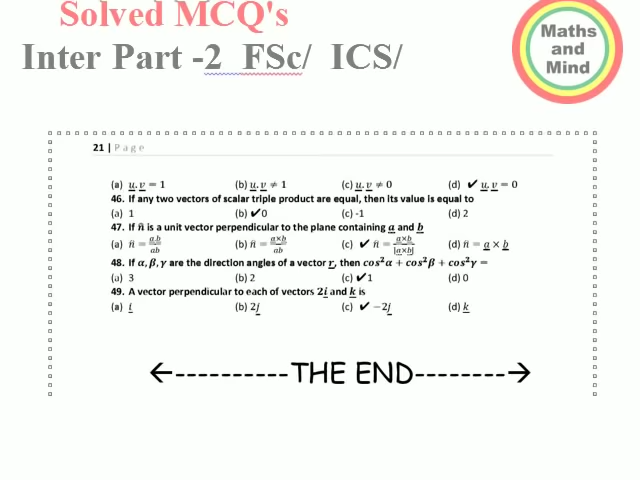 Solved MCQ's
Inter Part -2 FSc/ ICS/
Maths
and
Mind
21 | Page
(a) u.v = 1 (b) u.v ≠ 1 (c) u.v ≠ 0 (d) ✔ u.v = 0
46. If any two vectors of scalar triple product are equal, then its value is equal to
(a) 1 (b) ✔0 (c) -1 (d) 2
47. If n̂ is a unit vector perpendicular to the plane containing a and b
(a) n̂ = a.b/ab (b) n̂ = a×b/ab (c) ✔ n̂ = a×b/|a×b| (d) n̂ = a × b
48. If α, β, γ are the direction angles of a vector r, then cos²α + cos²β + cos²γ =
(a) 3 (b) 2 (c) ✔1 (d) 0
49. A vector perpendicular to each of vectors 2i and k is
(a) i (b) 2j (c) ✔ −2j (d) k
←----------THE END--------→